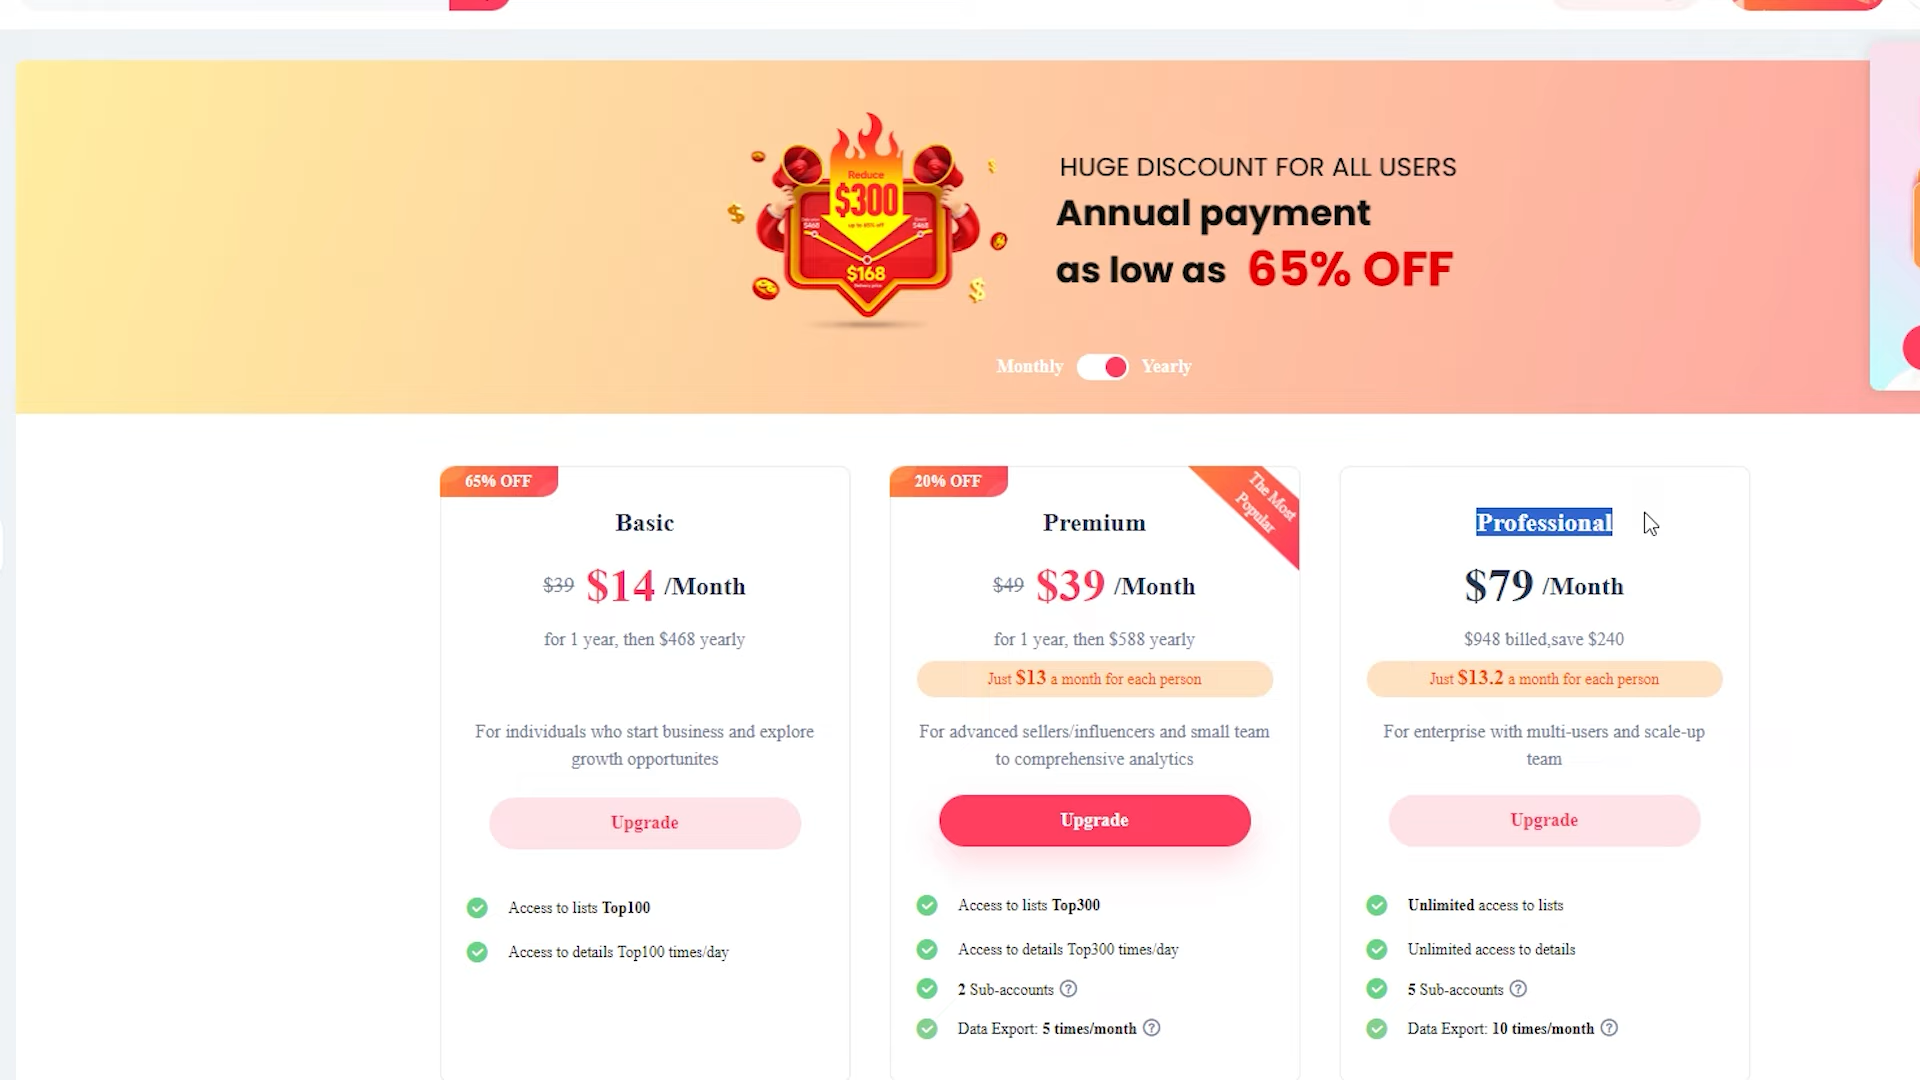 Reduce
$300
up to 65% off
$468
$468
$168
HUGE DISCOUNT FOR ALL USERS
Annual payment
as low as 65% OFF
Monthly Yearly
65% OFF
Basic
$39 $14 /Month
for 1 year, then $468 yearly
For individuals who start business and explore
growth opportunites
Upgrade
Access to lists Top100
Access to details Top100 times/day
20% OFF
The Most
Popular
Premium
$49 $39 /Month
for 1 year, then $588 yearly
Just $13 a month for each person
For advanced sellers/influencers and small team
to comprehensive analytics
Upgrade
Access to lists Top300
Access to details Top300 times/day
2 Sub-accounts ?
Data Export: 5 times/month ?
Professional
$79 /Month
$948 billed,save $240
Just $13.2 a month for each person
For enterprise with multi-users and scale-up
team
Upgrade
Unlimited access to lists
Unlimited access to details
5 Sub-accounts ?
Data Export: 10 times/month ?